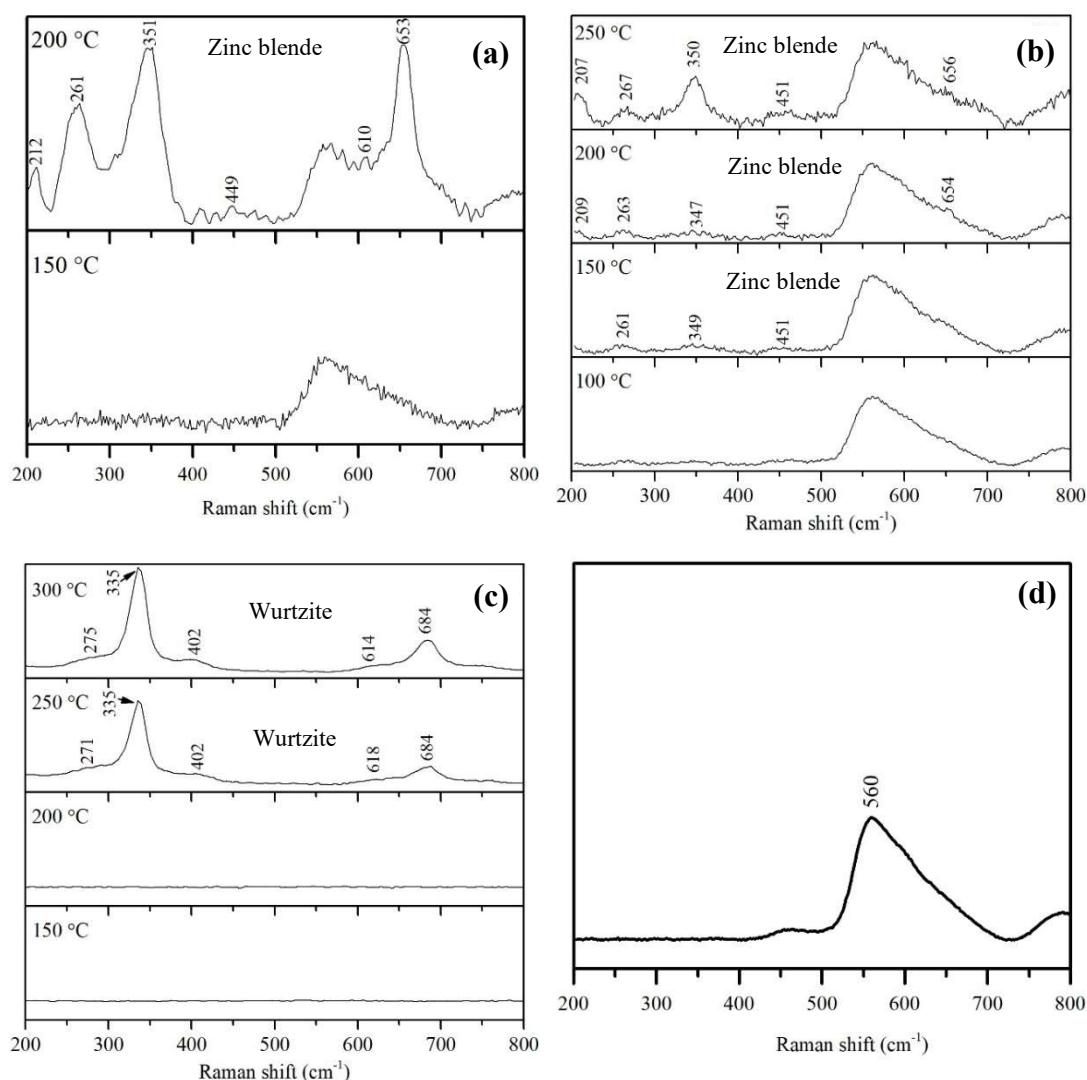 200 °C
Zinc blende
(a)
212
261
351
449
610
653
150 °C
200 300 400 500 600 700 800
Raman shift (cm-1)
(b)
250 °C
Zinc blende
207
267
350
451
656
200 °C
Zinc blende
209
263
347
451
654
150 °C
Zinc blende
261
349
451
100 °C
200 300 400 500 600 700 800
Raman shift (cm-1)
(c)
300 °C
Wurtzite
275
335
402
614
684
250 °C
Wurtzite
271
335
402
618
684
200 °C
150 °C
200 300 400 500 600 700 800
Raman shift (cm-1)
(d)
560
200 300 400 500 600 700 800
Raman shift (cm-1)